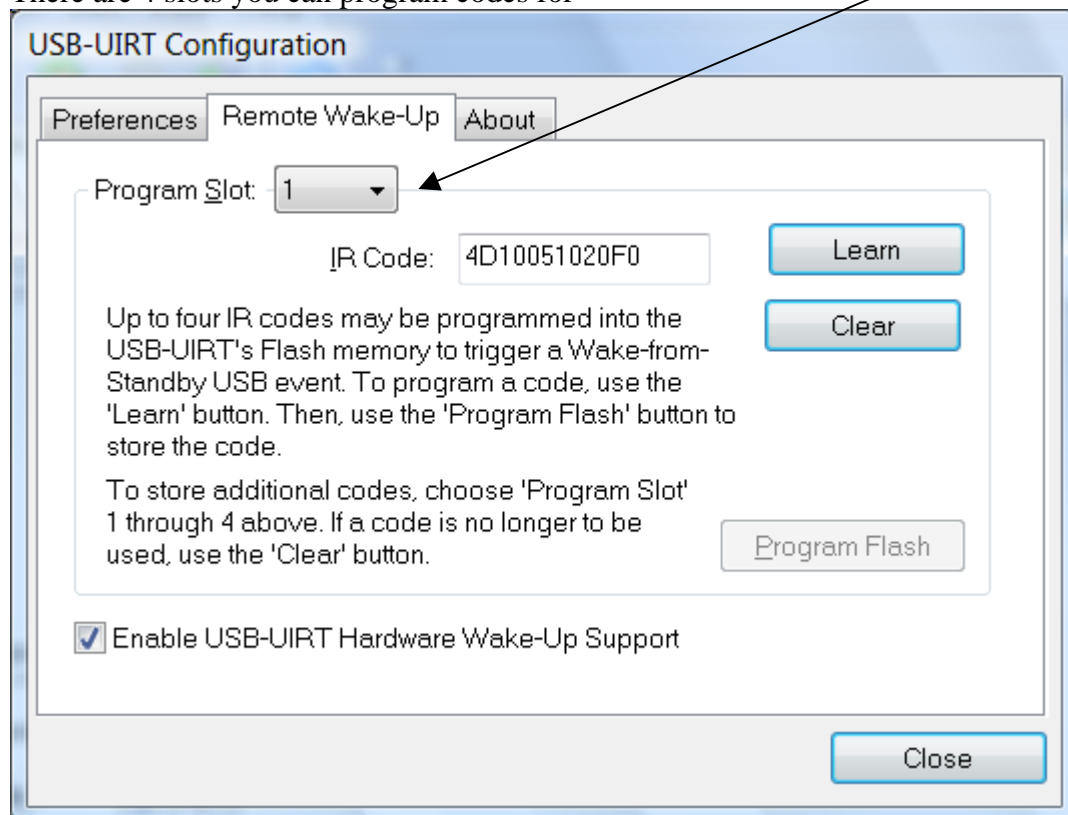 There are 4 slots you can program codes for
USB-UIRT Configuration
Preferences Remote Wake-Up About
Program Slot: 1
IR Code: 4D10051020F0 Learn
Clear
Up to four IR codes may be programmed into the
USB-UIRT's Flash memory to trigger a Wake-from-
Standby USB event. To program a code, use the
'Learn' button. Then, use the 'Program Flash' button to
store the code.
To store additional codes, choose 'Program Slot'
1 through 4 above. If a code is no longer to be
used, use the 'Clear' button.
Program Flash
Enable USB-UIRT Hardware Wake-Up Support
Close